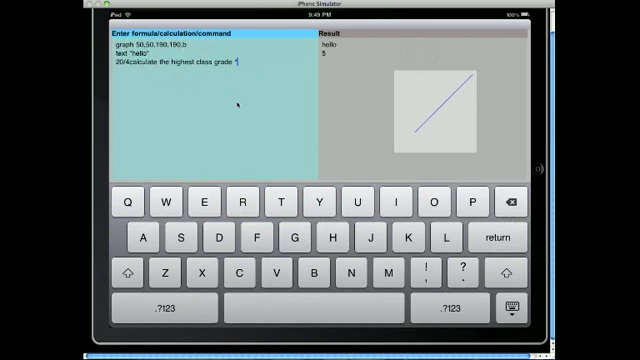 iPhone Simulator
iPad 9:49 PM 100%
Enter formula/calculation/command
graph 50,50,190,190,b
text "hello"
20/4calculate the highest class grade "
Result
hello
5
Q W E R T Y U I O P
A S D F G H J K L return
Z X C V B N M ! , ? .
.?123 .?123